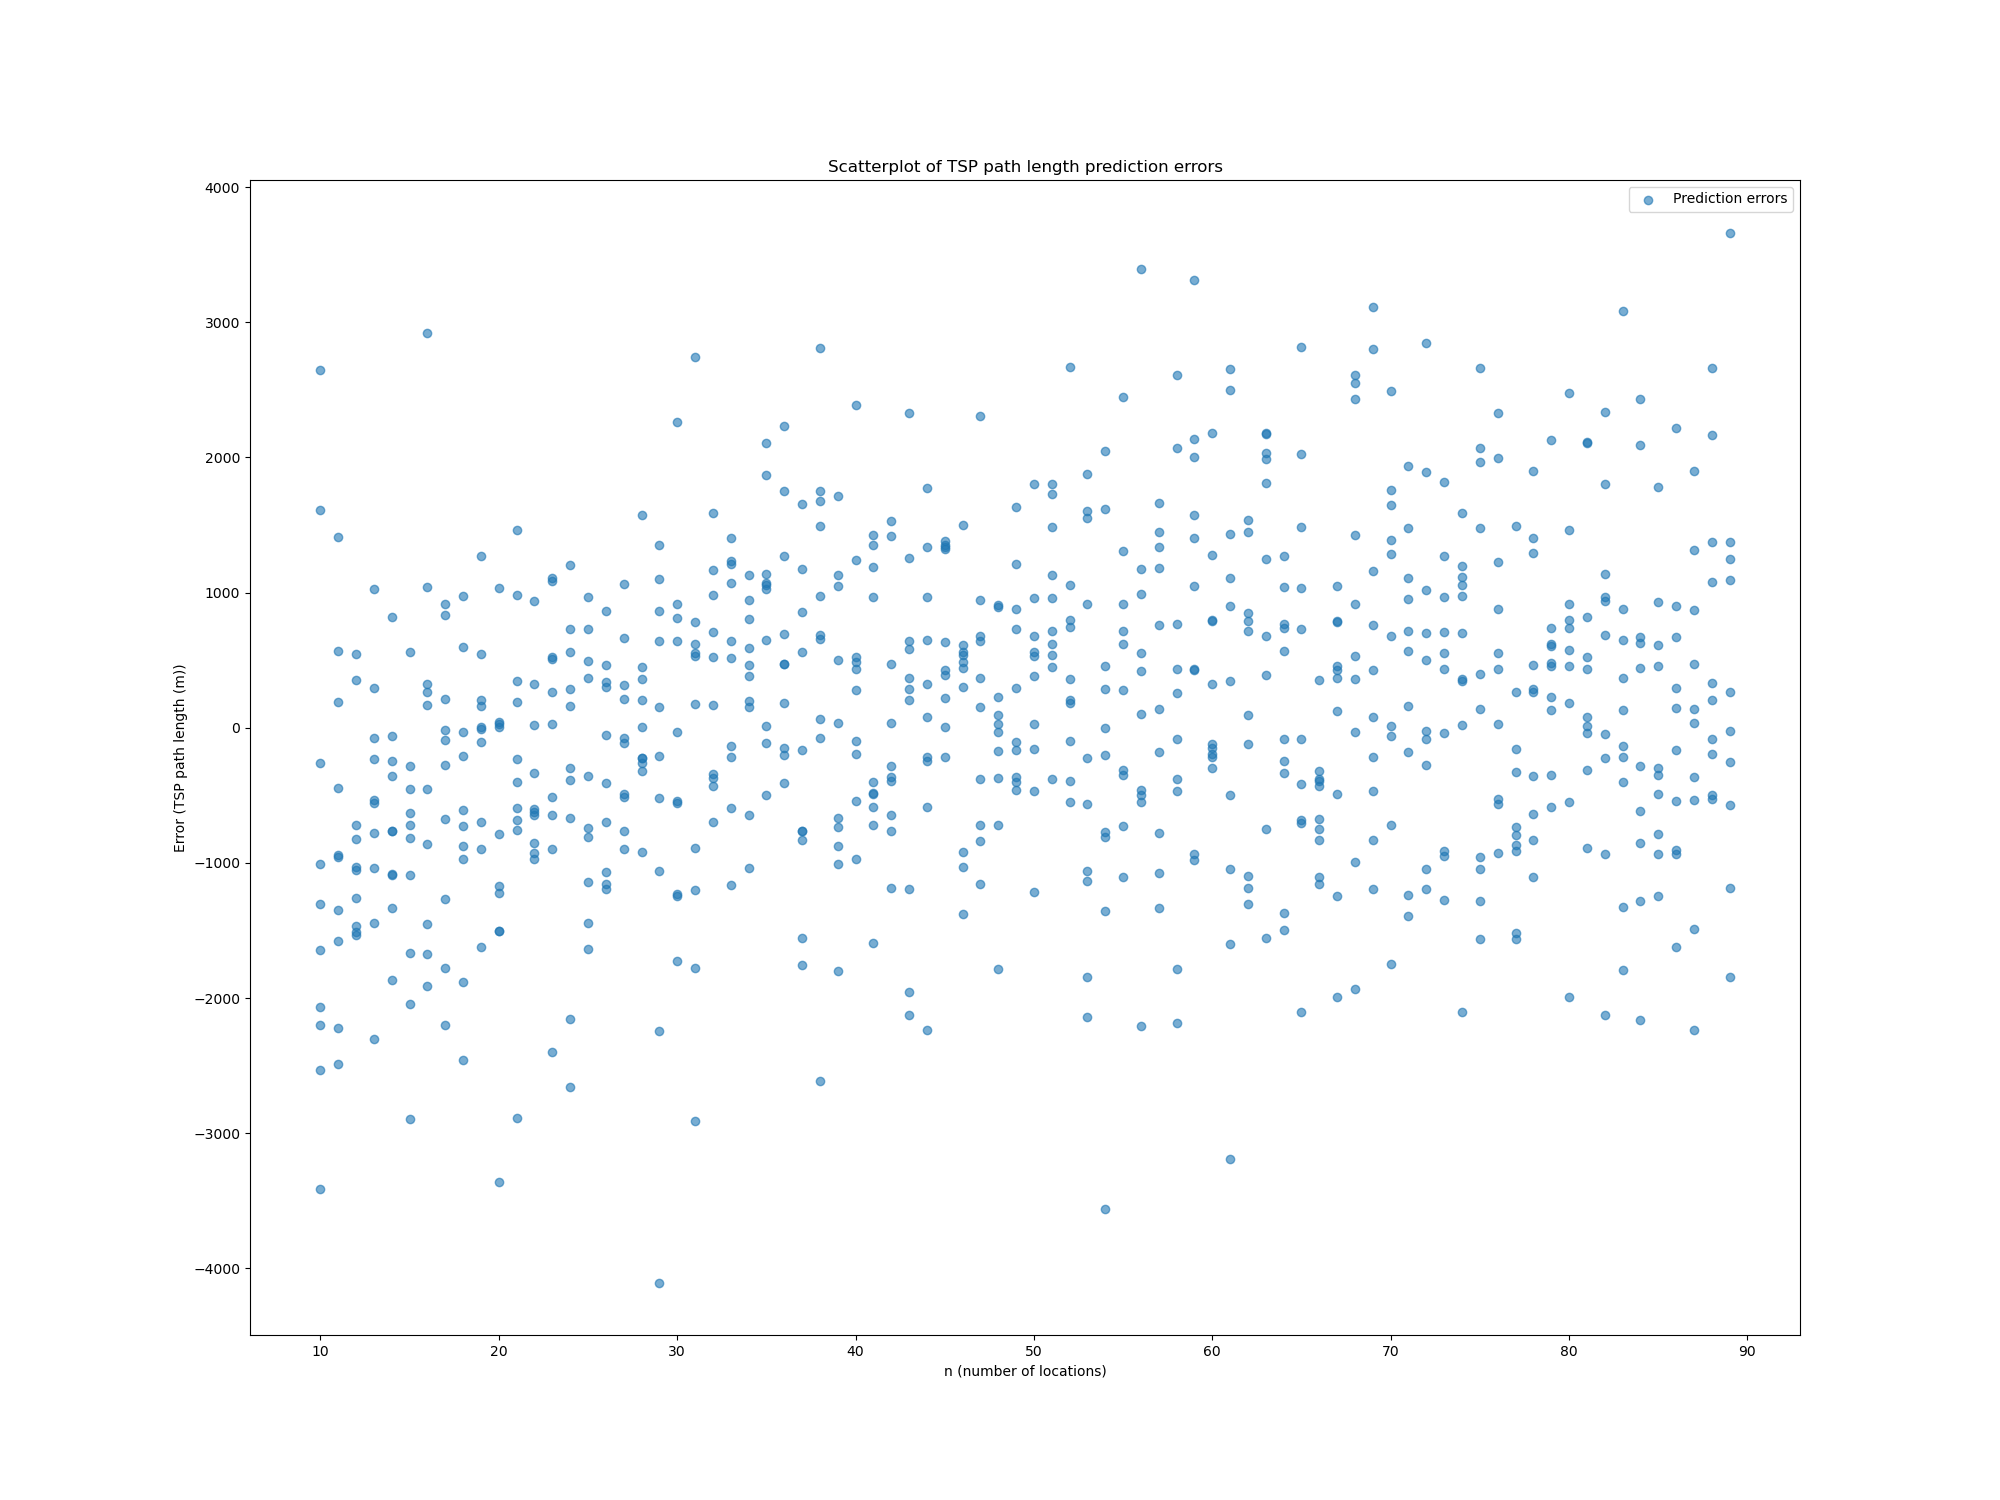 Scatterplot of TSP path length prediction errors
Prediction errors
4000
3000
2000
1000
0
−1000
−2000
−3000
−4000
Error (TSP path length (m))
10 20 30 40 50 60 70 80 90
n (number of locations)